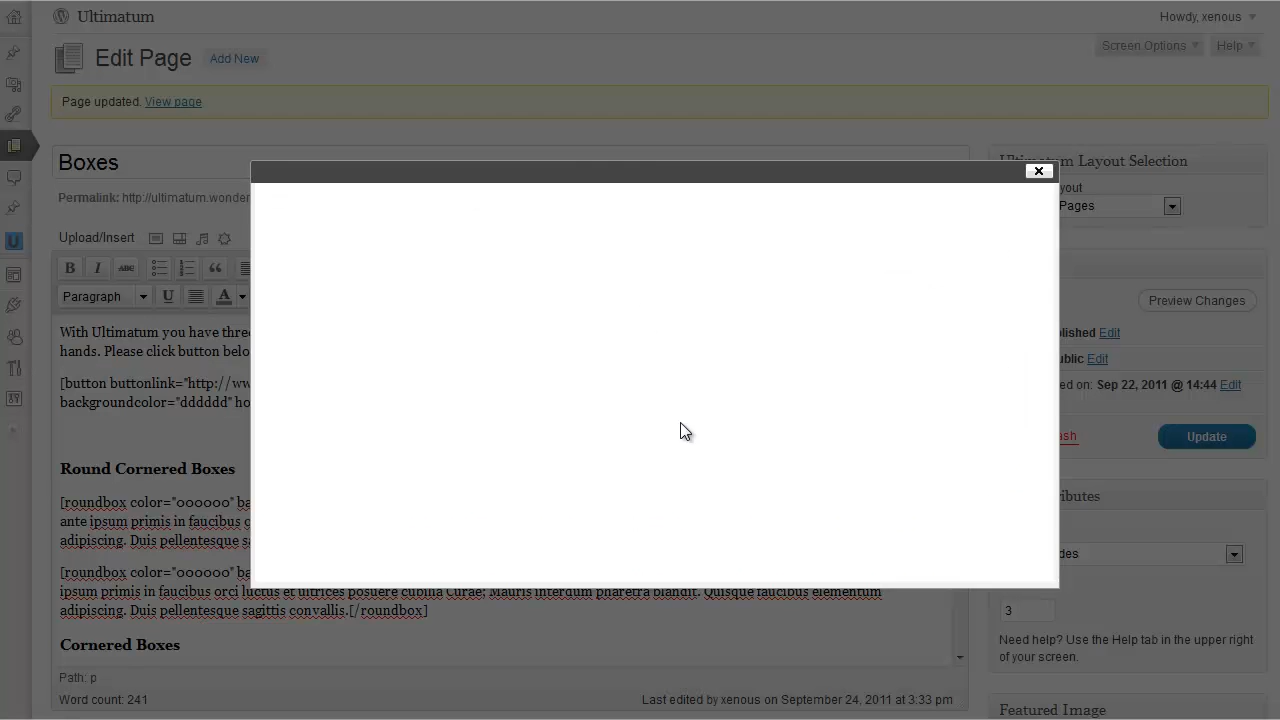 Ultimatum
Howdy, xenous
Edit Page
Add New
Screen Options
Help
Page updated. View page
Boxes
Ultimatum Layout Selection
yout
Permalink: http://ultimatum.wonder
Pages
Upload/Insert
B I ABC
Paragraph
U
A
Preview Changes
With Ultimatum you have three
blished Edit
hands. Please click button belo
ublic Edit
[button buttonlink="http://ww
ed on: Sep 22, 2011 @ 14:44 Edit
backgroundcolor="dddddd" ho
ash
Update
Round Cornered Boxes
[roundbox color="000000" ba
ributes
ante ipsum primis in faucibus o
adipiscing. Duis pellentesque sa
des
[roundbox color="000000" ba
ipsum primis in faucibus orci luctus et ultrices posuere cubilia Curae; Mauris interdum pharetra blandit. Quisque faucibus elementum
adipiscing. Duis pellentesque sagittis convallis.[/roundbox]
3
Cornered Boxes
Need help? Use the Help tab in the upper right
of your screen.
Path: p
Word count: 241
Last edited by xenous on September 24, 2011 at 3:33 pm
Featured Image